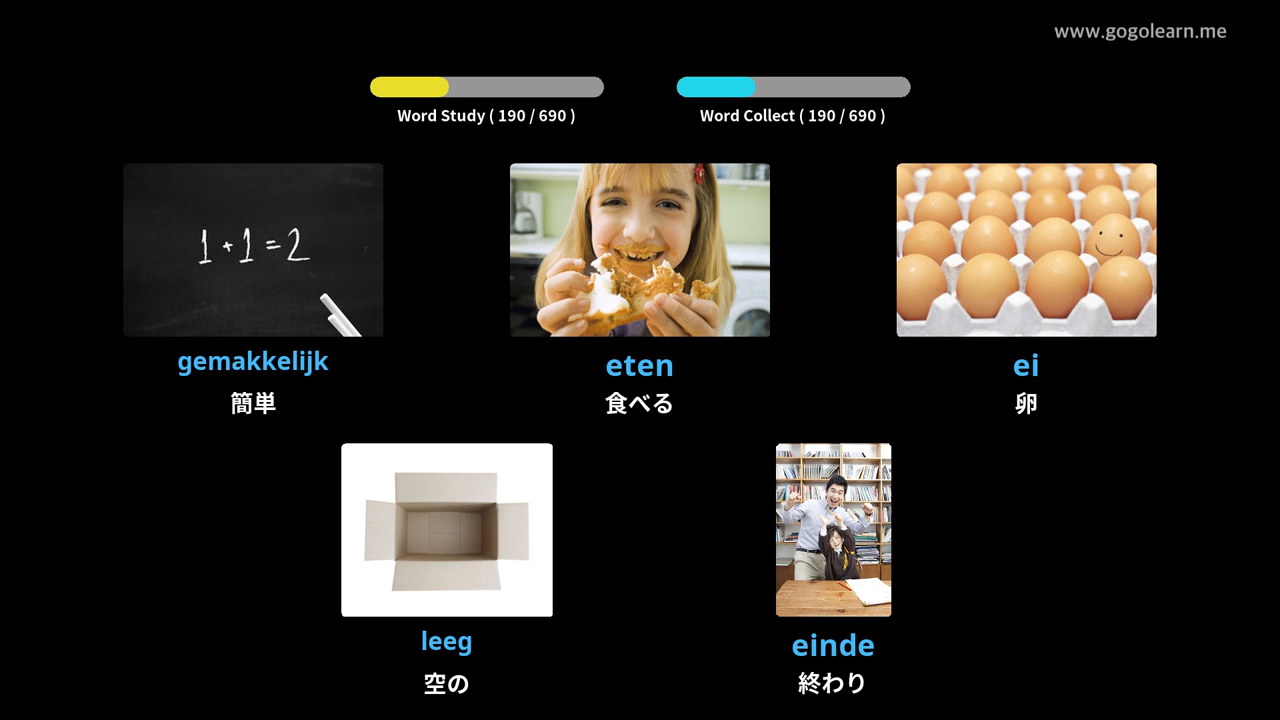 www.gogolearn.me
Word Study ( 190 / 690 )
Word Collect ( 190 / 690 )
1 + 1 = 2
gemakkelijk
簡単
eten
食べる
ei
卵
leeg
空の
einde
終わり